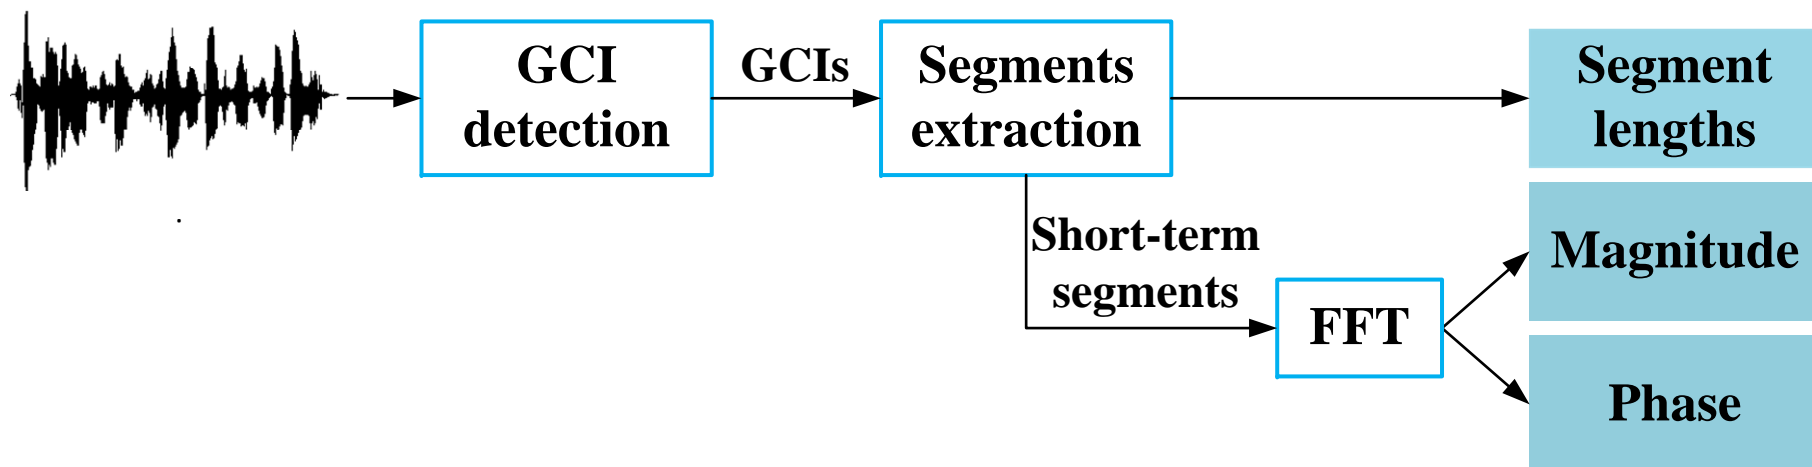 GCI
detection
GCIs
Segments
extraction
Segment
lengths
Short-term
segments
FFT
Magnitude
Phase